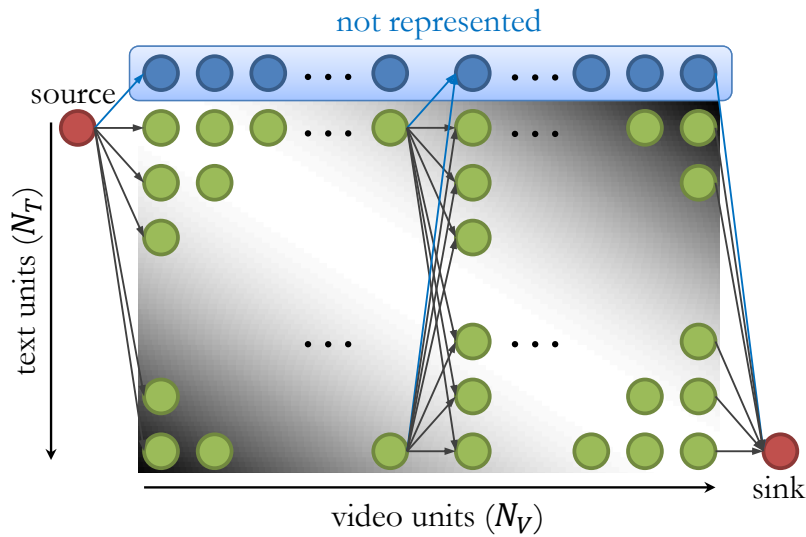 not represented
source
text units (N_T)
video units (N_V)
sink